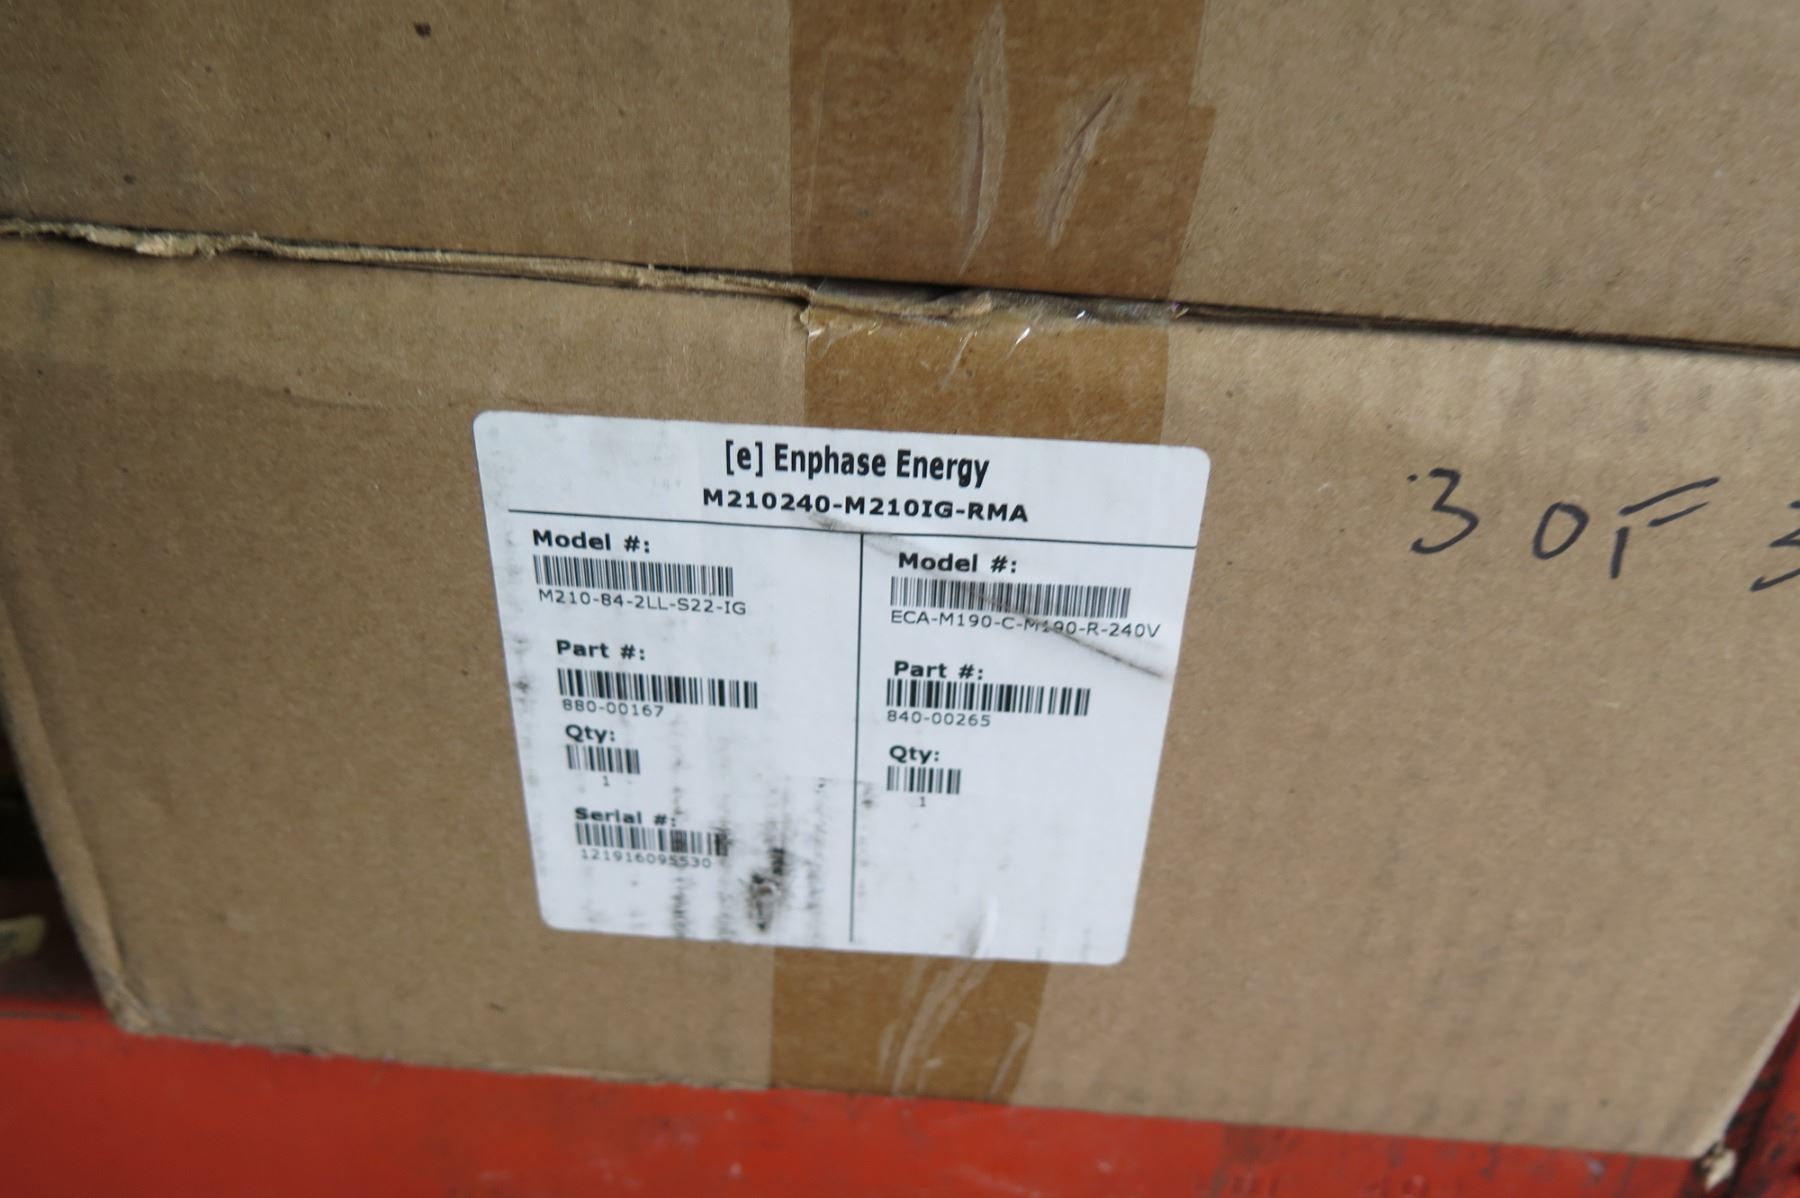 [e] Enphase Energy
M210240-M210IG-RMA
Model #:
M210-84-2LL-S22-IG
Part #:
880-00167
Qty:
1
Serial #:
121916095530
Model #:
ECA-M190-C-M190-R-240V
Part #:
840-00265
Qty:
1
3 OF